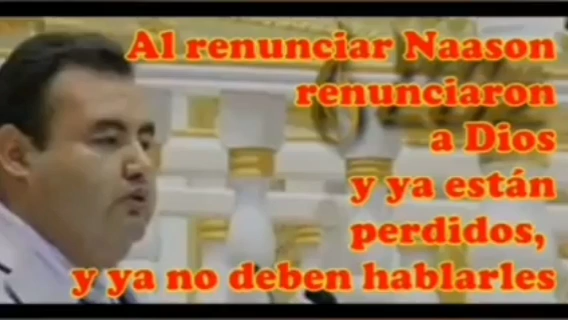 Al renunciar Naason
renunciaron
a Dios
y ya están
perdidos,
y ya no deben hablarles